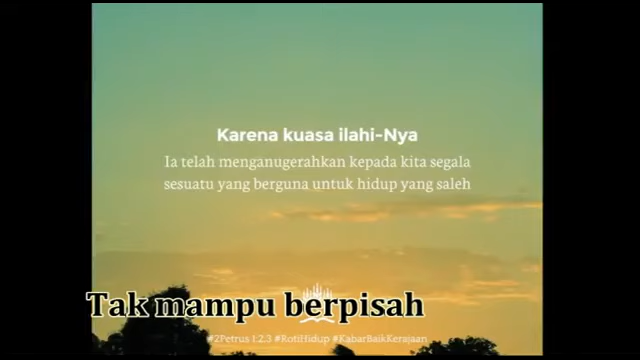 Karena kuasa ilahi-Nya
Ia telah menganugerahkan kepada kita segala
sesuatu yang berguna untuk hidup yang saleh
Tak mampu berpisah
#2Petrus 1:2,3 #RotiHidup #KabarBaikKerajaan